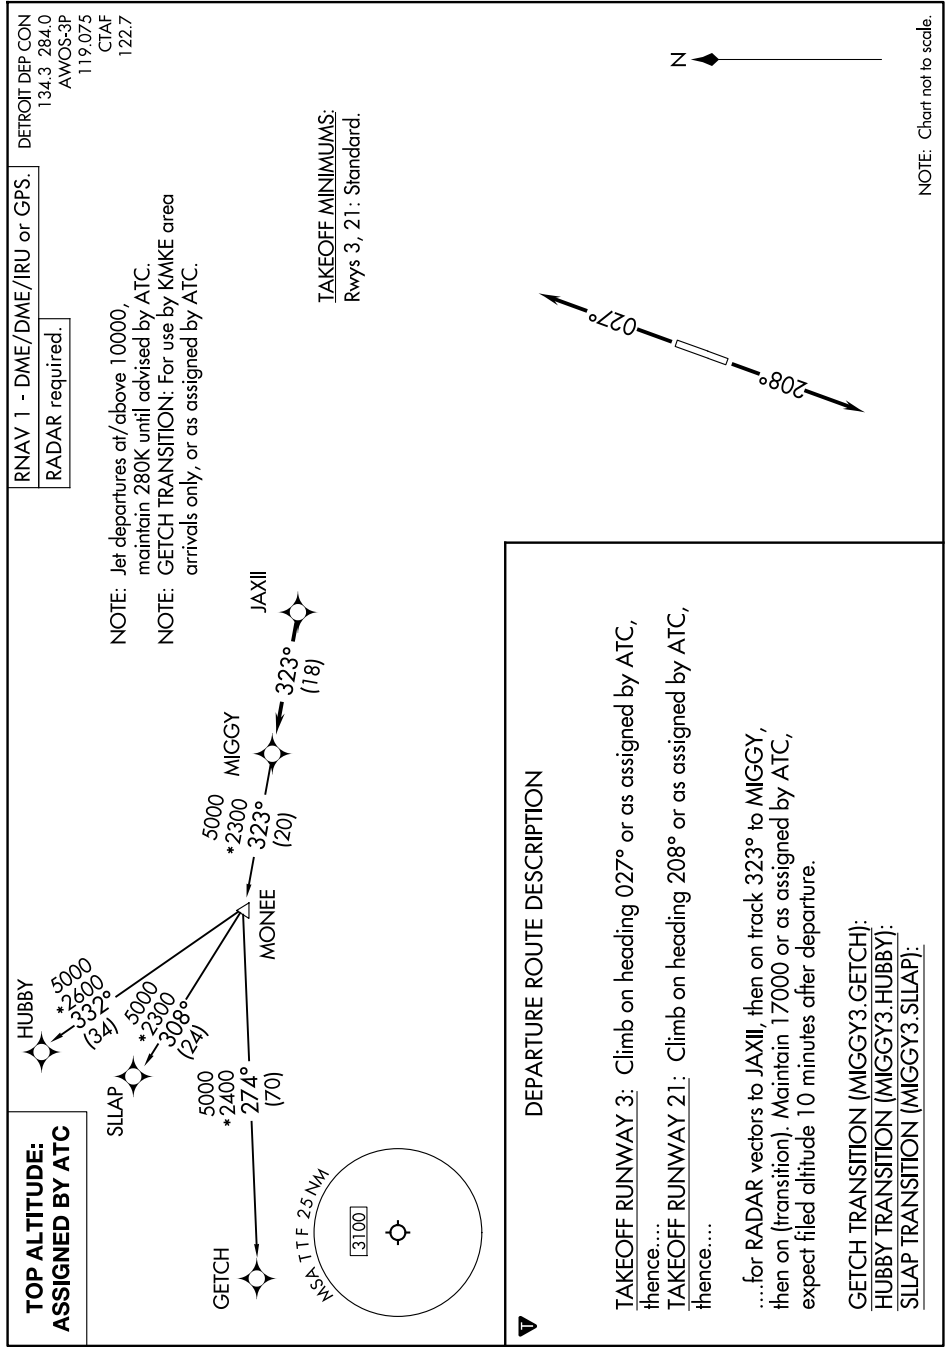 TOP ALTITUDE:
ASSIGNED BY ATC
RNAV 1 - DME/DME/IRU or GPS.
RADAR required.
DETROIT DEP CON
134.3 284.0
AWOS-3P
119.075
CTAF
122.7
NOTE: Jet departures at/above 10000,
maintain 280K until advised by ATC.
NOTE: GETCH TRANSITION: For use by KMKE area
arrivals only, or as assigned by ATC.
TAKEOFF MINIMUMS:
Rwys 3, 21: Standard.
HUBBY
5000
*2600
332°
(34)
SLLAP
5000
*2300
308°
(24)
GETCH
5000
*2400
274°
(70)
MONEE
5000
*2300
323°
(20)
MIGGY
323°
(18)
JAXII
MSA TTF 25 NM
3100
N
027°
208°
NOTE: Chart not to scale.
T
DEPARTURE ROUTE DESCRIPTION
TAKEOFF RUNWAY 3: Climb on heading 027° or as assigned by ATC,
thence....
TAKEOFF RUNWAY 21: Climb on heading 208° or as assigned by ATC,
thence....
....for RADAR vectors to JAXII, then on track 323° to MIGGY,
then on (transition). Maintain 17000 or as assigned by ATC,
expect filed altitude 10 minutes after departure.
GETCH TRANSITION (MIGGY3.GETCH):
HUBBY TRANSITION (MIGGY3.HUBBY):
SLLAP TRANSITION (MIGGY3.SLLAP):